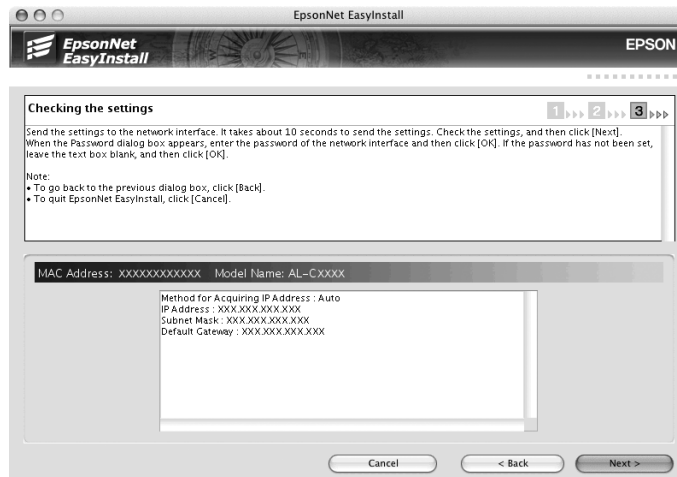 EpsonNet EasyInstall
EpsonNet
EasyInstall
EPSON
Checking the settings
1 2 3
Send the settings to the network interface. It takes about 10 seconds to send the settings. Check the settings, and then click [Next].
When the Password dialog box appears, enter the password of the network interface and then click [OK]. If the password has not been set,
leave the text box blank, and then click [OK].
Note:
• To go back to the previous dialog box, click [Back].
• To quit EpsonNet EasyInstall, click [Cancel].
MAC Address: XXXXXXXXXXXX Model Name: AL-CXXXX
Method for Acquiring IP Address : Auto
IP Address : XXX.XXX.XXX.XXX
Subnet Mask : XXX.XXX.XXX.XXX
Default Gateway : XXX.XXX.XXX.XXX
Cancel < Back Next >